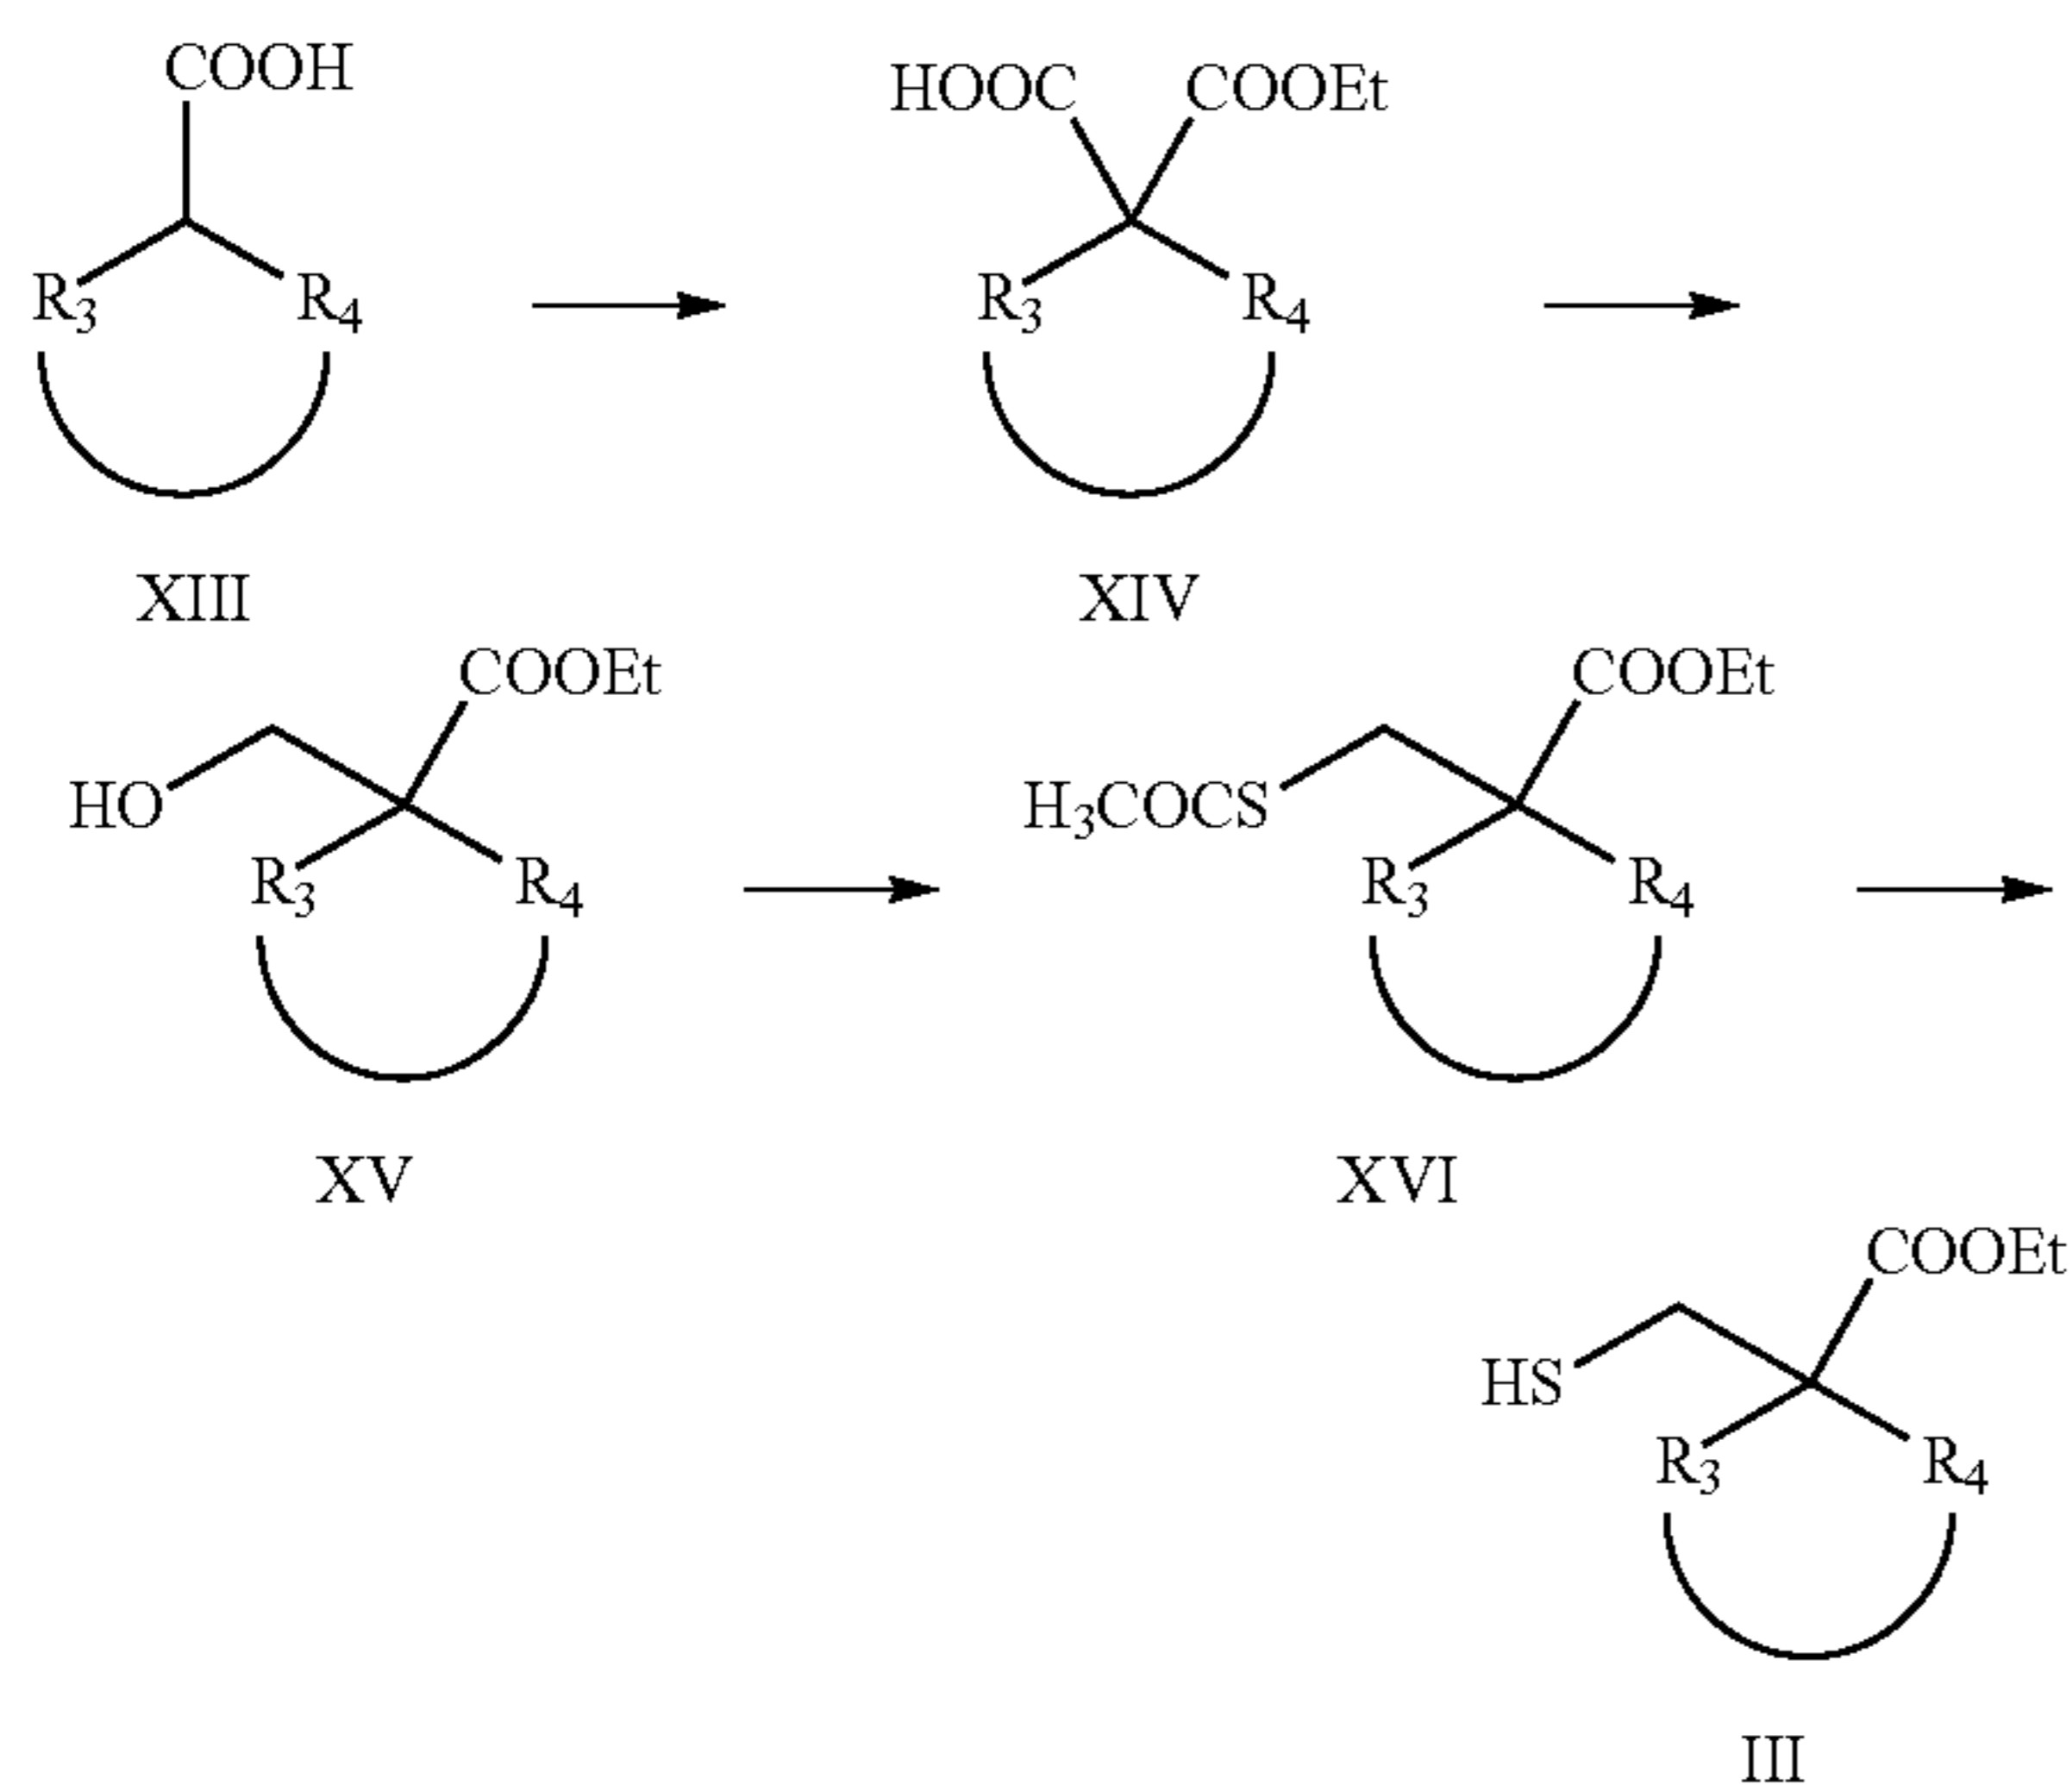 COOH
HOOC COOEt
R3 R4
R3 R4
XIII
XIV
COOEt
COOEt
HO
H3COCS
R3 R4
R3 R4
XV
XVI
COOEt
HS
R3 R4
III